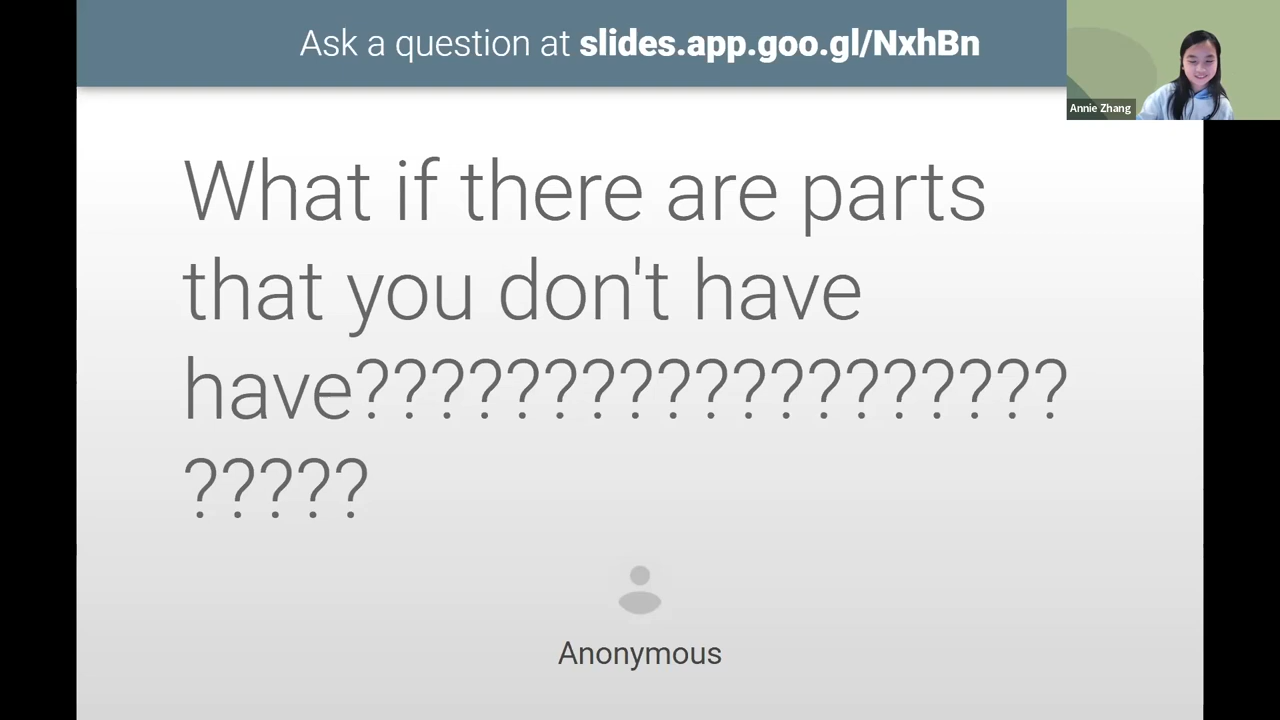 Ask a question at slides.app.goo.gl/NxhBn
Annie Zhang
What if there are parts
that you don't have
have???????????????????
?????
Anonymous